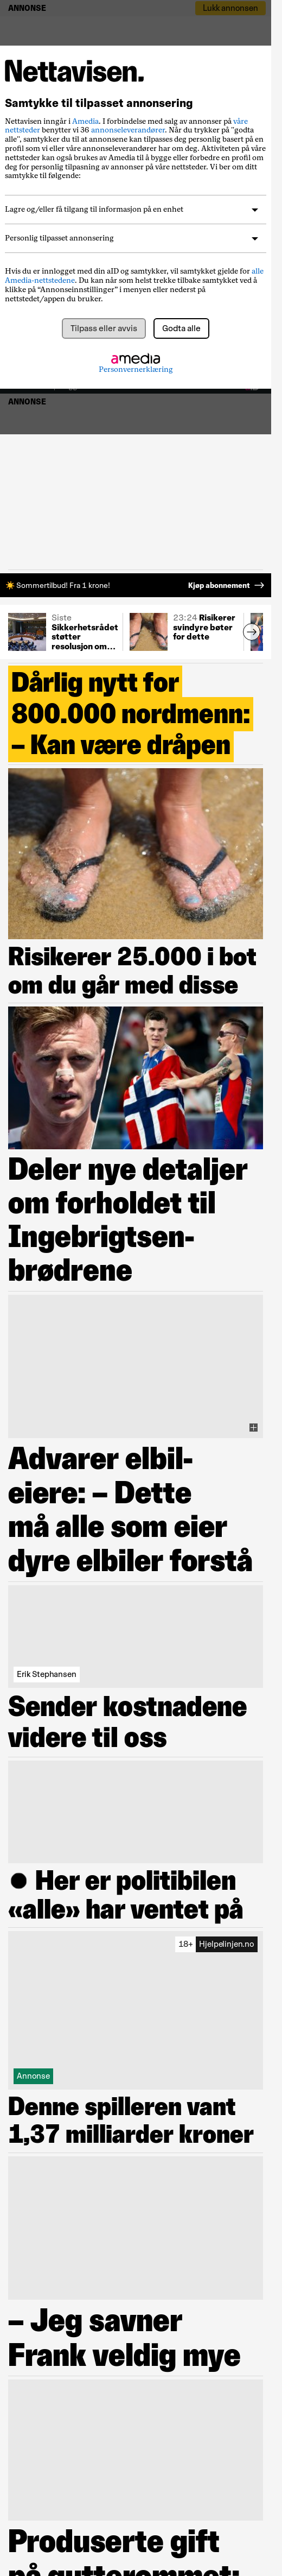 ANNONSE
Lukk annonsen
Nettavisen.
Samtykke til tilpasset annonsering
Nettavisen inngår i Amedia. I forbindelse med salg av annonser på våre
nettsteder benytter vi 36 annonseleverandører. Når du trykker på "godta
alle", samtykker du til at annonsene kan tilpasses deg personlig basert på en
profil som vi eller våre annonseleverandører har om deg. Aktiviteten på våre
nettsteder kan også brukes av Amedia til å bygge eller forbedre en profil om
deg for personlig tilpasning av annonser på våre nettsteder. Vi ber om ditt
samtykke til følgende:
Lagre og/eller få tilgang til informasjon på en enhet
Personlig tilpasset annonsering
Hvis du er innlogget med din aID og samtykker, vil samtykket gjelde for alle
Amedia-nettstedene. Du kan når som helst trekke tilbake samtykket ved å
klikke på “Annonseinnstillinger” i menyen eller nederst på
nettstedet/appen du bruker.
Tilpass eller avvis
Godta alle
amedia
Personvernerklæring
ANNONSE
Sommertilbud! Fra 1 krone!
Kjøp abonnement
Siste
Sikkerhetsrådet
støtter
resolusjon om…
23:24 Risikerer
svindyre bøter
for dette
Dårlig nytt for
800.000 nordmenn:
– Kan være dråpen
Risikerer 25.000 i bot
om du går med disse
Deler nye detaljer
om forholdet til
Ingebrigtsen-
brødrene
Advarer elbil-
eiere: – Dette
må alle som eier
dyre elbiler forstå
Erik Stephansen
Sender kostnadene
videre til oss
Her er politibilen
«alle» har ventet på
18+ Hjelpelinjen.no
Annonse
Denne spilleren vant
1,37 milliarder kroner
– Jeg savner
Frank veldig mye
Produserte gift
på gutterommet: